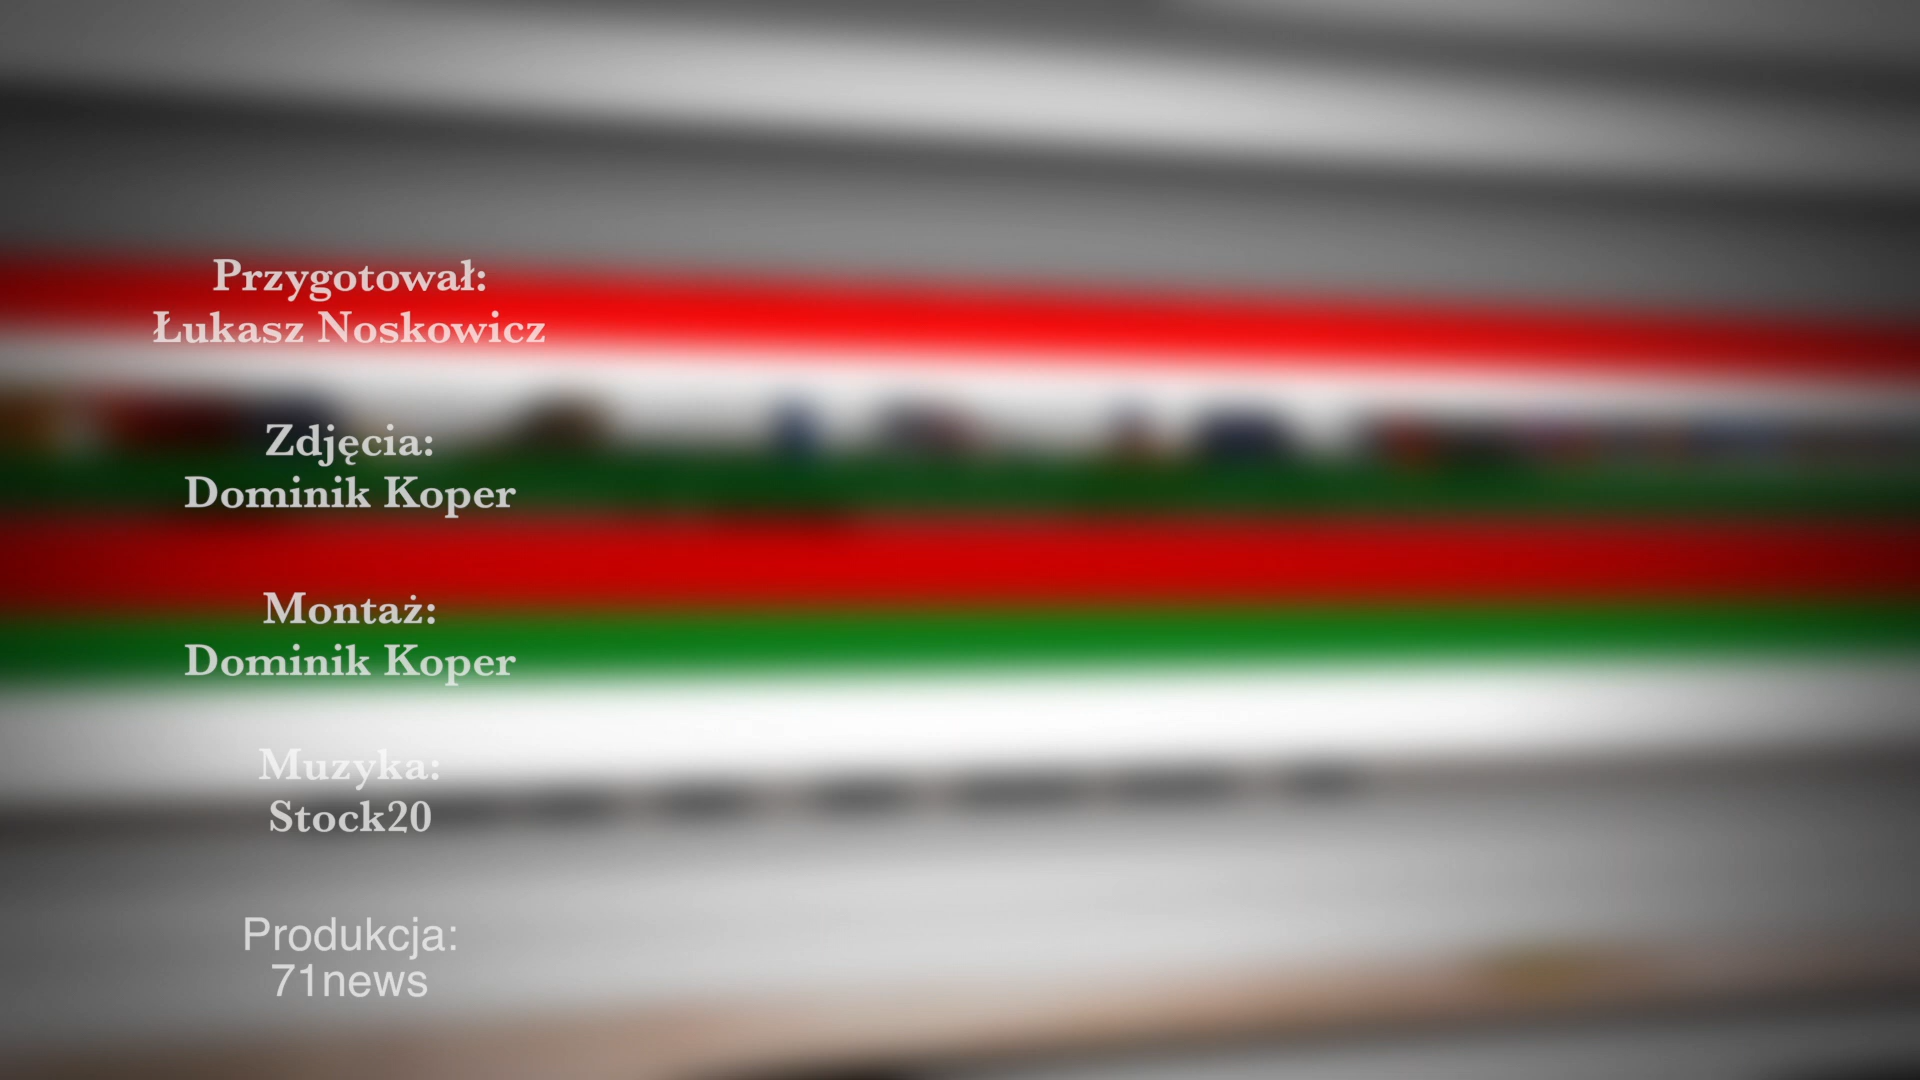 Przygotował:
Łukasz Noskowicz
Zdjęcia:
Dominik Koper
Montaż:
Dominik Koper
Muzyka:
Stock20
Produkcja:
71news